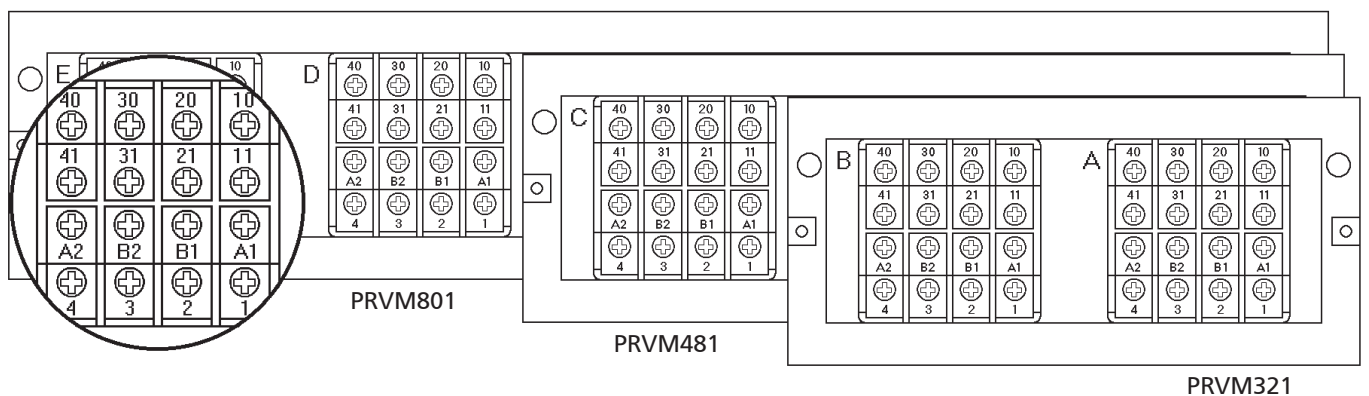 E
40 10
40 30 20 10
41 31 21 11
A2 B2 B1 A1
4 3 2 1
D
40 30 20 10
41 31 21 11
A2 B2 B1 A1
4 3 2 1
PRVM801
C
40 30 20 10
41 31 21 11
A2 B2 B1 A1
4 3 2 1
PRVM481
B
40 30 20 10
41 31 21 11
A2 B2 B1 A1
4 3 2 1
A
40 30 20 10
41 31 21 11
A2 B2 B1 A1
4 3 2 1
PRVM321